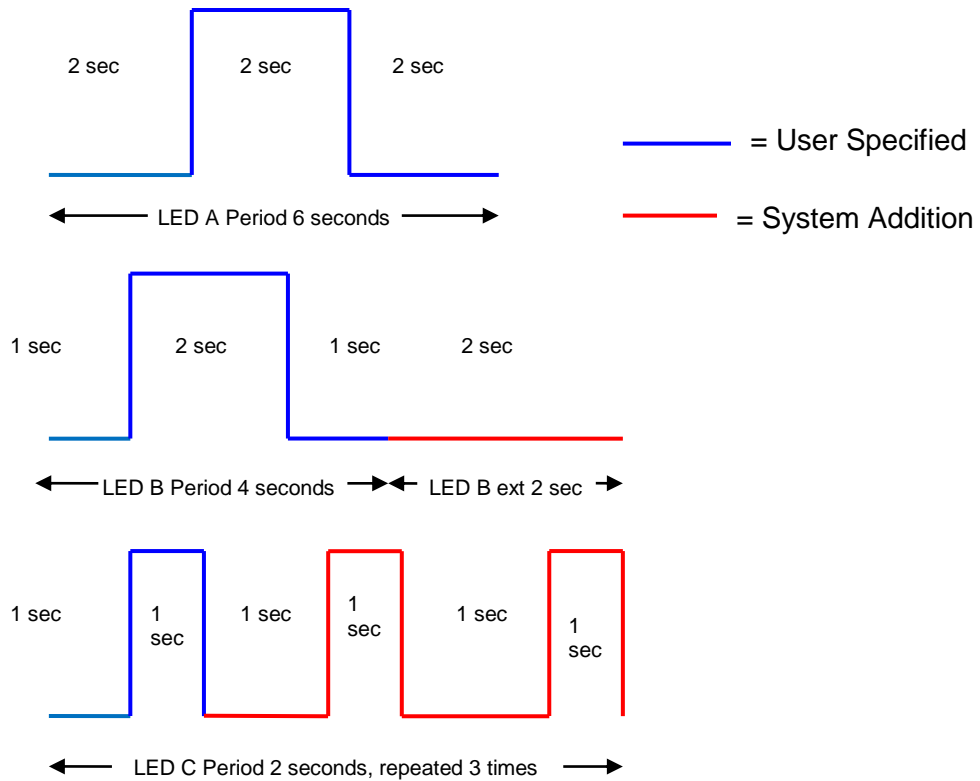 2 sec
2 sec
2 sec
= User Specified
LED A Period 6 seconds
= System Addition
1 sec
2 sec
1 sec
2 sec
LED B Period 4 seconds
LED B ext 2 sec
1 sec
1
sec
1 sec
1
sec
1 sec
1
sec
LED C Period 2 seconds, repeated 3 times